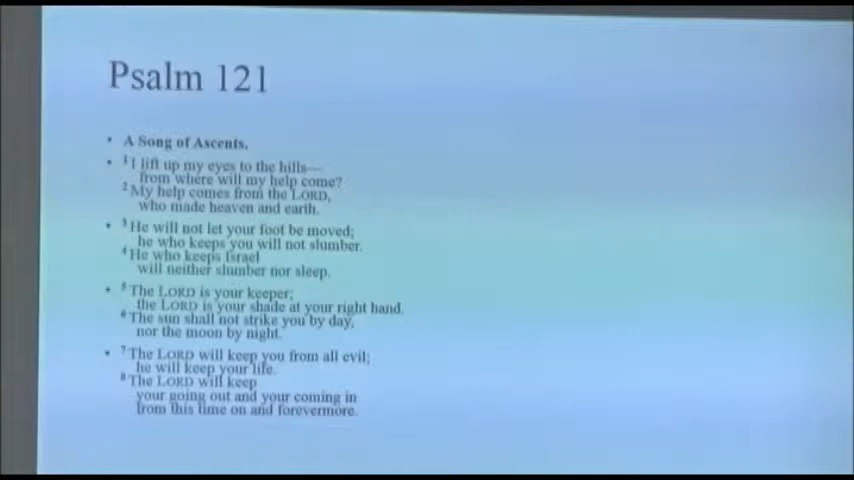 Psalm 121
• A Song of Ascents.
• 1 I lift up my eyes to the hills—
from where will my help come?
2 My help comes from the LORD,
who made heaven and earth.
• 3 He will not let your foot be moved;
he who keeps you will not slumber.
4 He who keeps Israel
will neither slumber nor sleep.
• 5 The LORD is your keeper;
the LORD is your shade at your right hand.
6 The sun shall not strike you by day,
nor the moon by night.
• 7 The LORD will keep you from all evil;
he will keep your life.
8 The LORD will keep
your going out and your coming in
from this time on and forevermore.